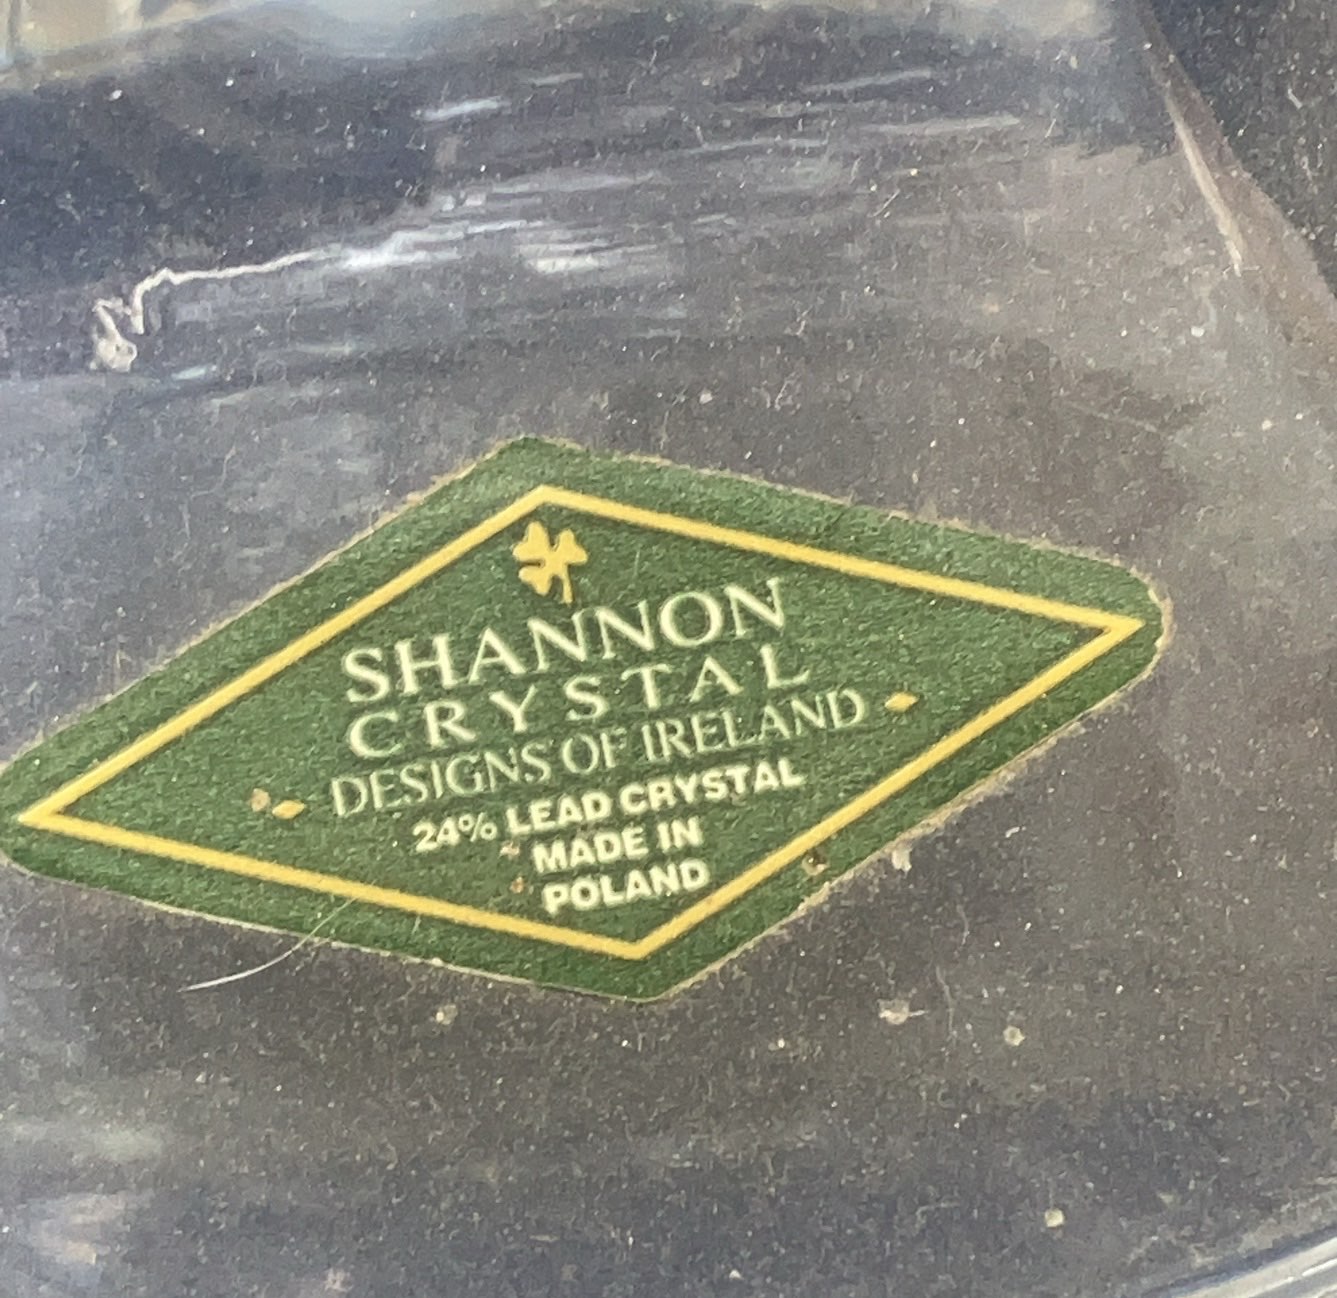 SHANNON
CRYSTAL
DESIGNS OF IRELAND
24% LEAD CRYSTAL
MADE IN
POLAND